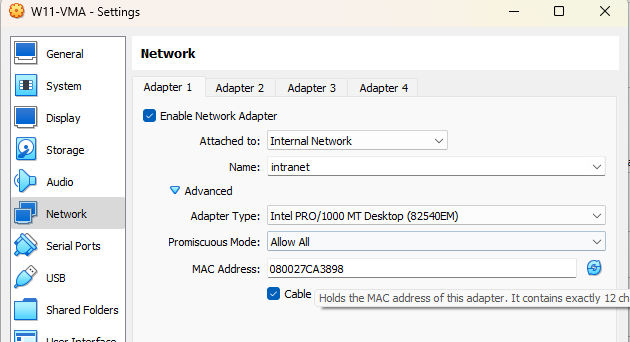 W11-VMA - Settings
General
System
Display
Storage
Audio
Network
Serial Ports
USB
Shared Folders
User Interface
Network
Adapter 1 Adapter 2 Adapter 3 Adapter 4
Enable Network Adapter
Attached to: Internal Network
Name: intranet
Advanced
Adapter Type: Intel PRO/1000 MT Desktop (82540EM)
Promiscuous Mode: Allow All
MAC Address: 080027CA3898
Cable
Holds the MAC address of this adapter. It contains exactly 12 ch